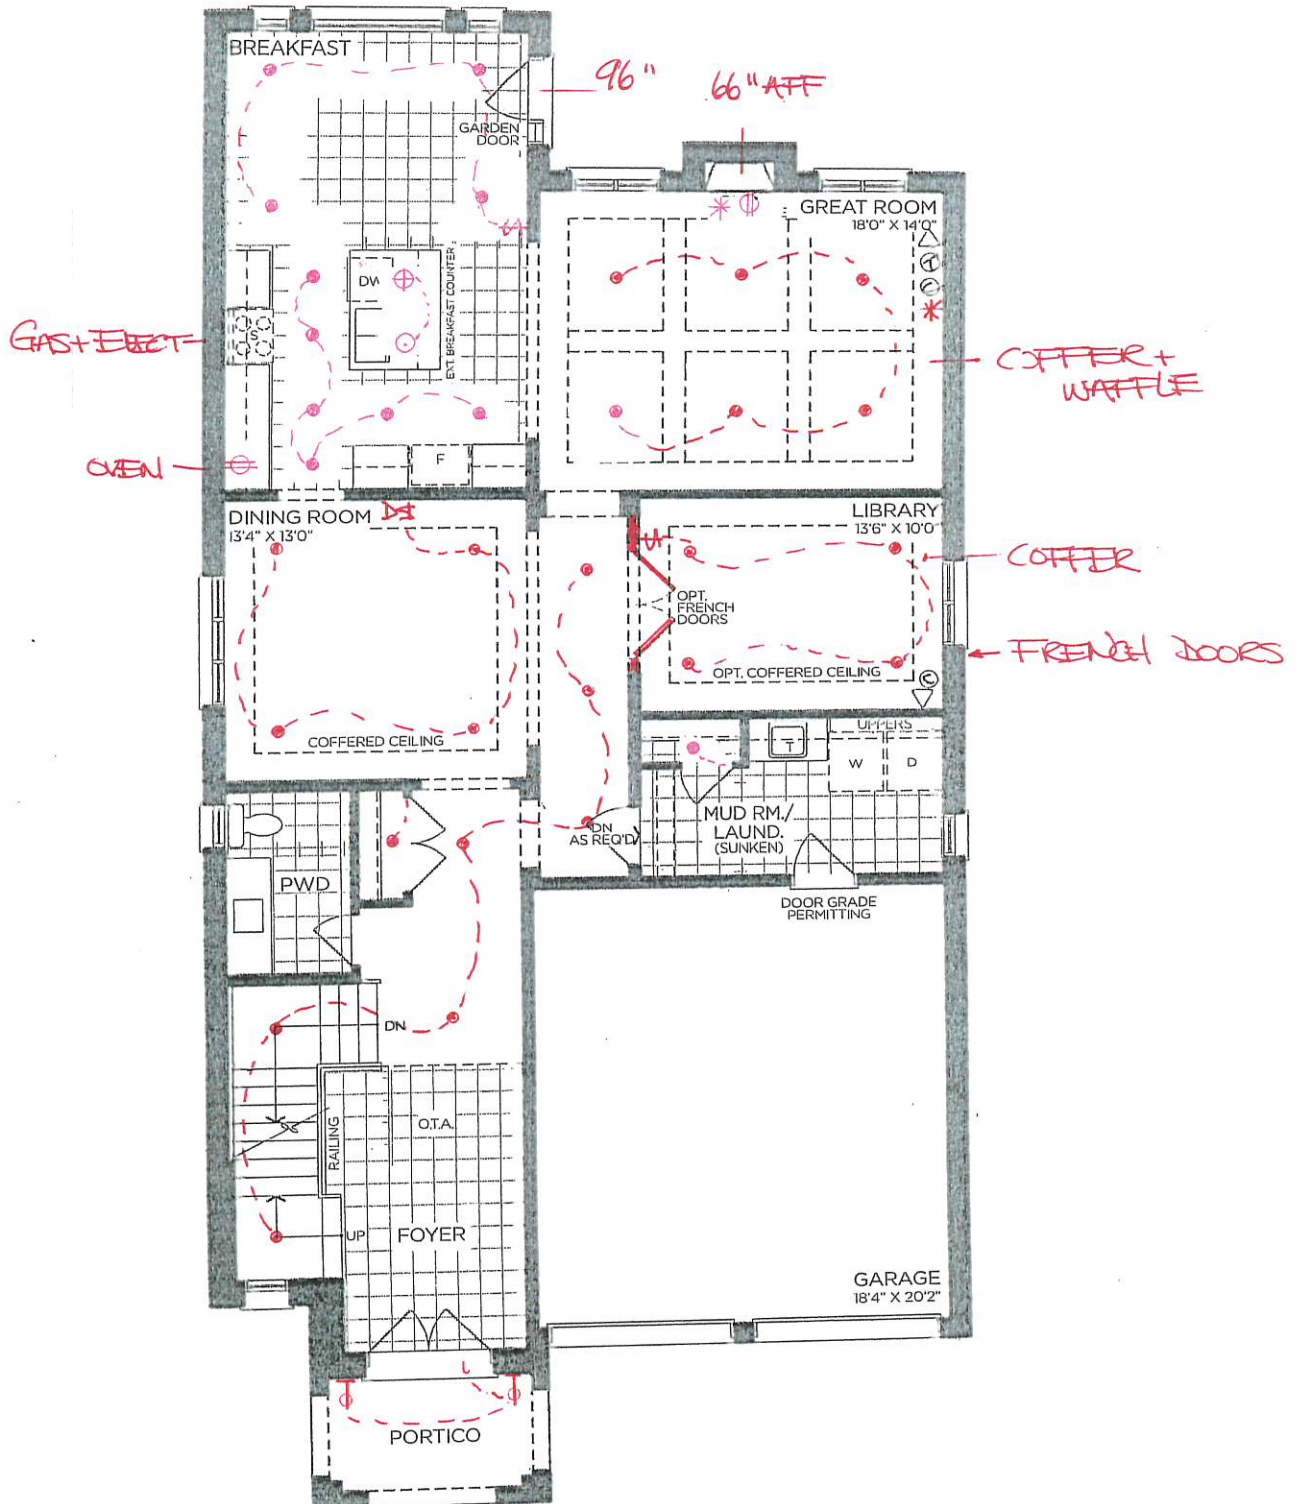 BREAKFAST
96"
66" AFF
GARDEN
DOOR
GREAT ROOM
18'0" X 14'0"
T
C
DW
EXT. BREAKFAST COUNTER
S
GAS + ELECT
COFFER +
WAFFLE
F
OVEN
DINING ROOM
13'4" X 13'0"
LIBRARY
13'6" X 10'0"
COFFER
OPT.
FRENCH
DOORS
FRENCH DOORS
OPT. COFFERED CEILING
C
COFFERED CEILING
UPPERS
T
W
D
MUD RM./
LAUND.
(SUNKEN)
DN
AS REQ'D
PWD
DOOR GRADE
PERMITTING
DN
O.T.A.
RAILING
UP
FOYER
GARAGE
18'4" X 20'2"
PORTICO